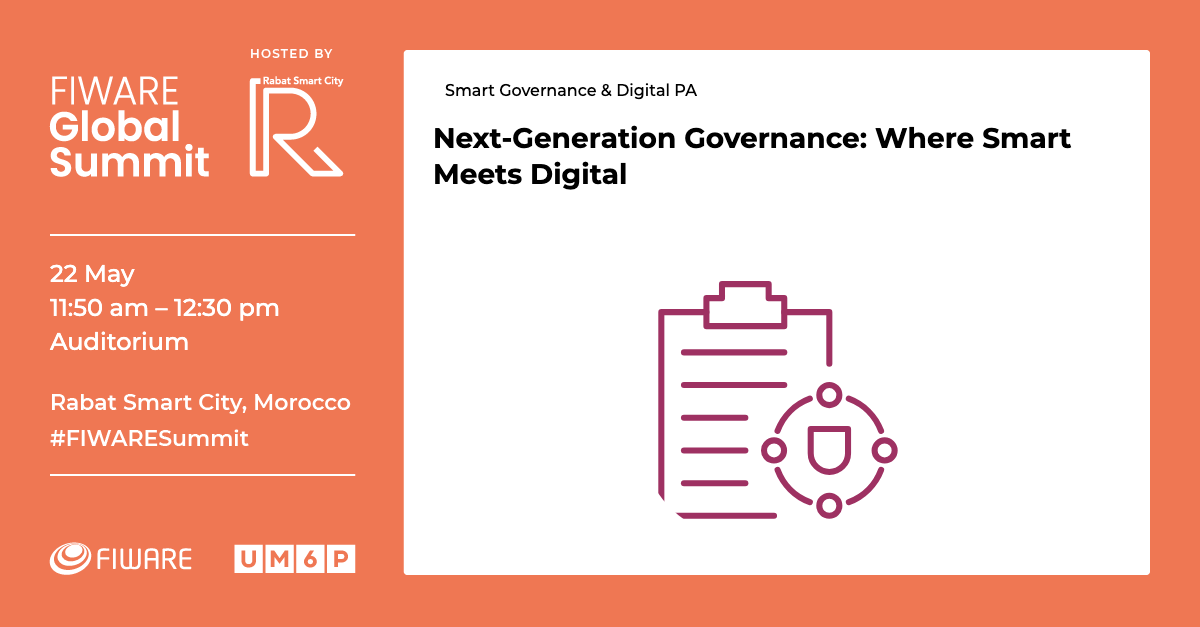 FIWARE
Global
Summit
HOSTED BY
Rabat Smart City
R
22 May
11:50 am – 12:30 pm
Auditorium
Rabat Smart City, Morocco
#FIWARESummit
FIWARE
UM6P
Smart Governance & Digital PA
Next-Generation Governance: Where Smart
Meets Digital